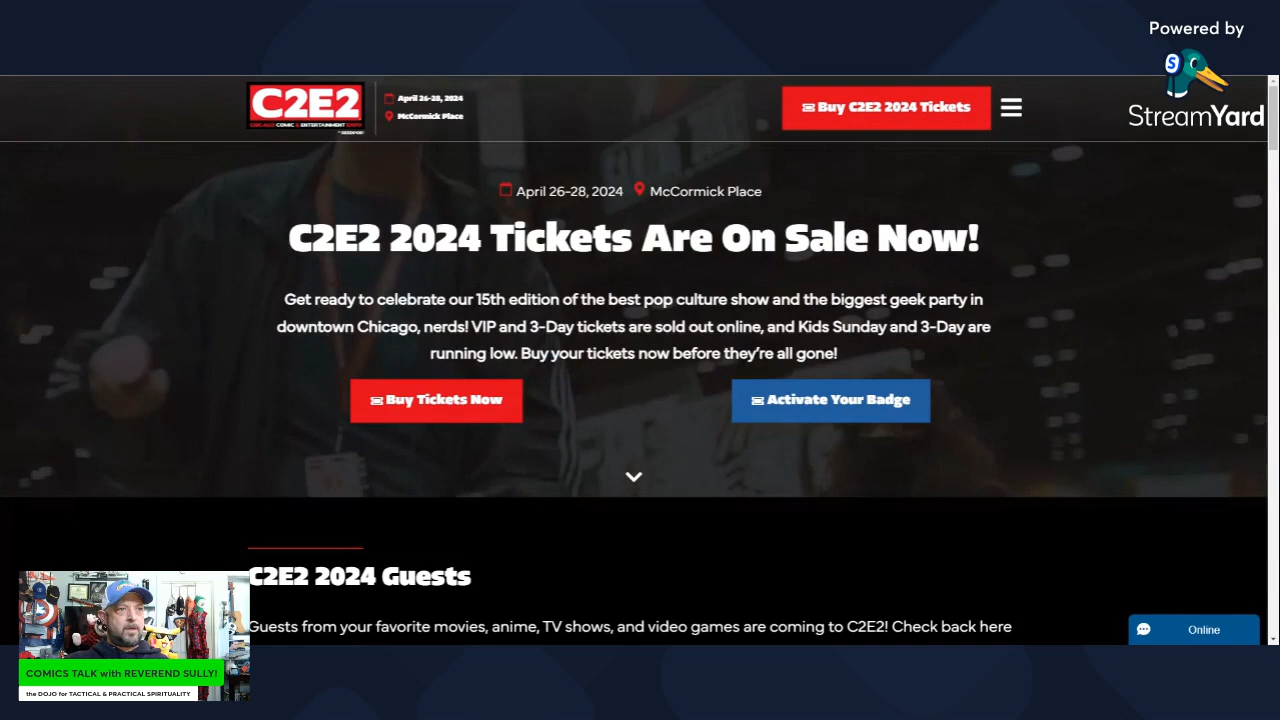 Powered by
StreamYard
C2E2
CHICAGO COMIC & ENTERTAINMENT EXPO
April 26-28, 2024
McCormick Place
Buy C2E2 2024 Tickets
April 26-28, 2024 McCormick Place
C2E2 2024 Tickets Are On Sale Now!
Get ready to celebrate our 15th edition of the best pop culture show and the biggest geek party in
downtown Chicago, nerds! VIP and 3-Day tickets are sold out online, and Kids Sunday and 3-Day are
running low. Buy your tickets now before they’re all gone!
Buy Tickets Now
Activate Your Badge
C2E2 2024 Guests
Guests from your favorite movies, anime, TV shows, and video games are coming to C2E2! Check back here
Online
COMICS TALK with REVEREND SULLY!
the DOJO for TACTICAL & PRACTICAL SPIRITUALITY